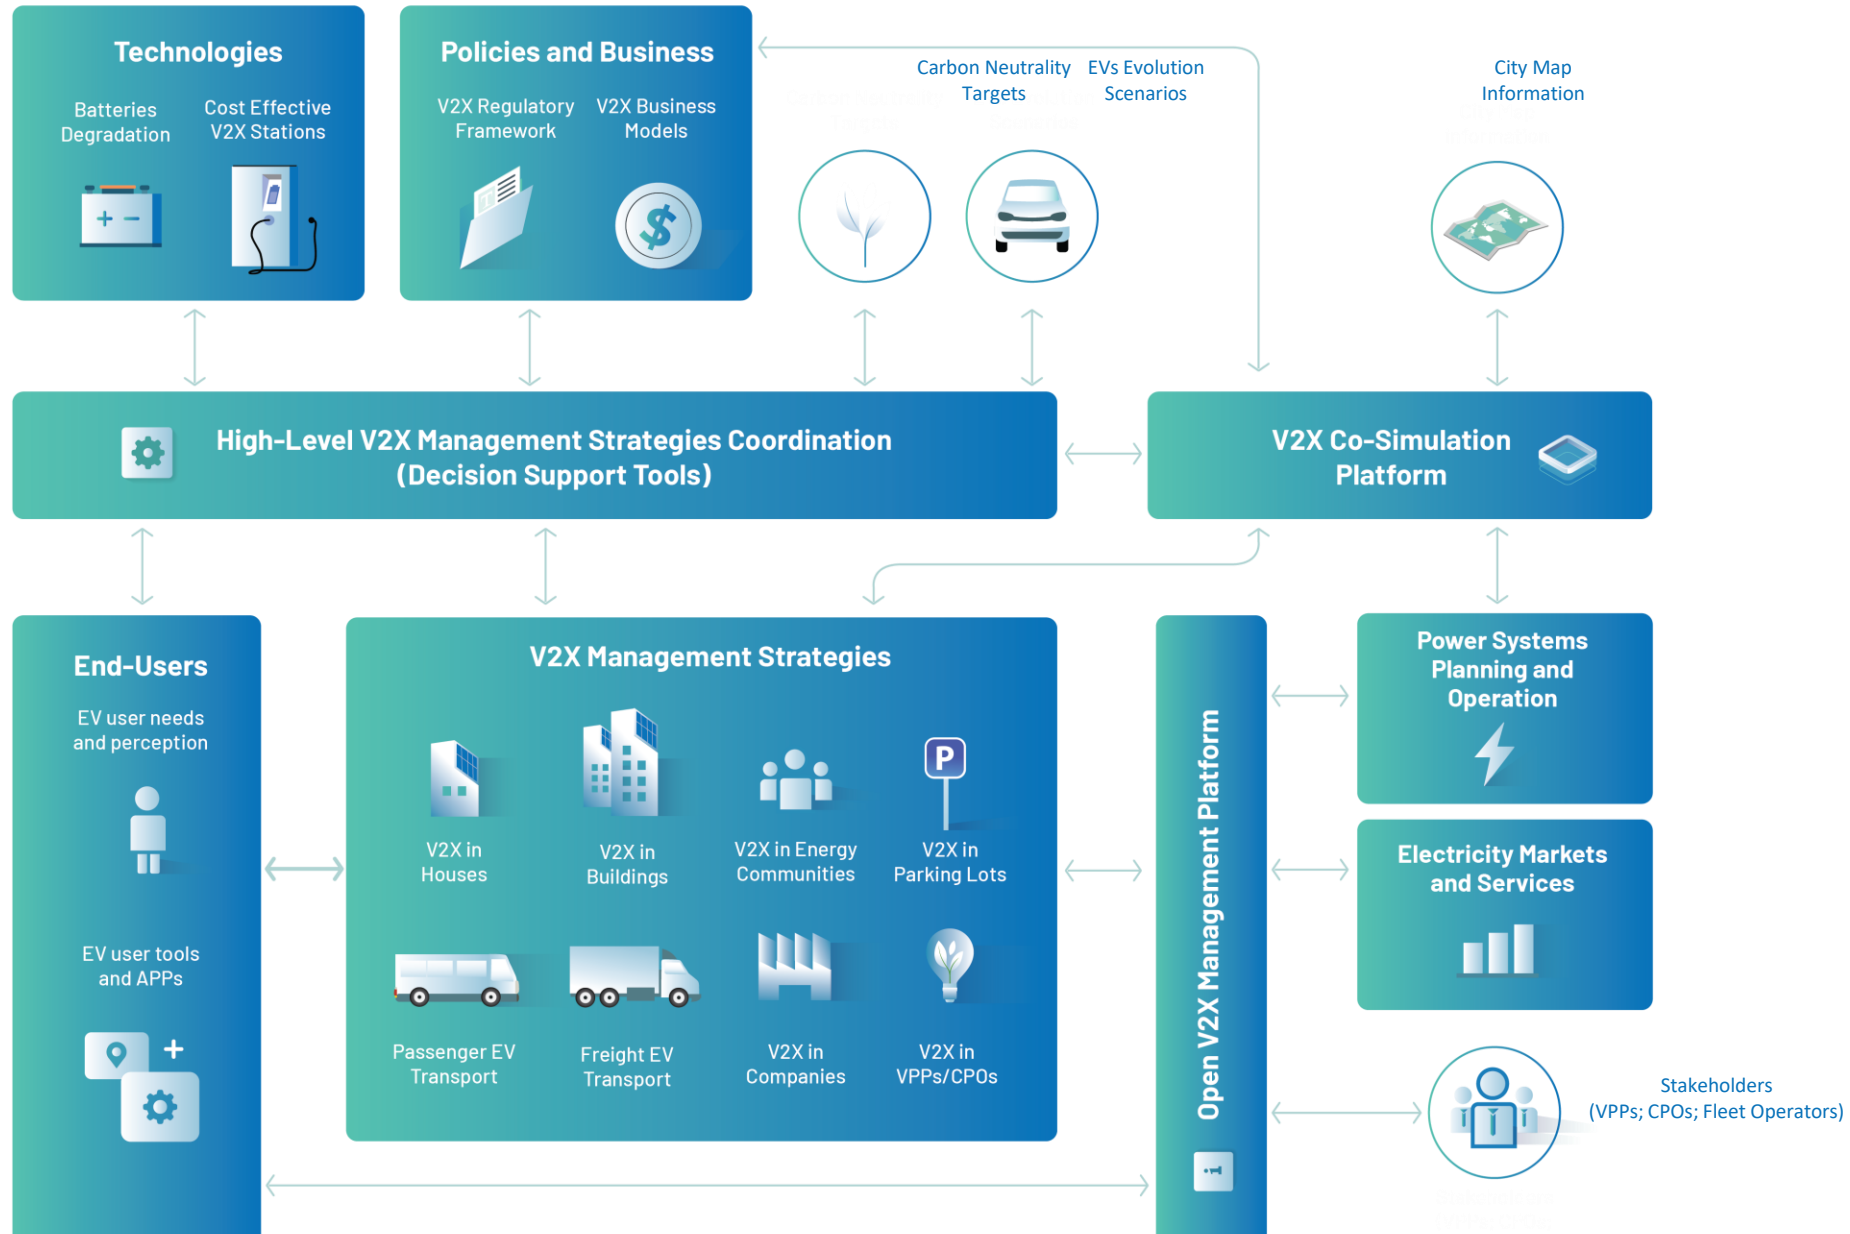 Technologies
Batteries
Degradation
Cost Effective
V2X Stations
Policies and Business
V2X Regulatory
Framework
V2X Business
Models
Carbon Neutrality
Targets
EVs Evolution
Scenarios
City Map
Information
High-Level V2X Management Strategies Coordination
(Decision Support Tools)
V2X Co-Simulation
Platform
End-Users
EV user needs
and perception
EV user tools
and APPs
V2X Management Strategies
V2X in
Houses
V2X in
Buildings
V2X in Energy
Communities
P
V2X in
Parking Lots
Passenger EV
Transport
Freight EV
Transport
V2X in
Companies
V2X in
VPPs/CPOs
Open V2X Management Platform
Power Systems
Planning and
Operation
Electricity Markets
and Services
Stakeholders
(VPPs; CPOs; Fleet Operators)